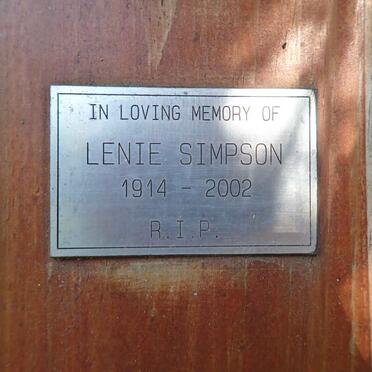 IN LOVING MEMORY OF
LENIE SIMPSON
1914 - 2002
R.I.P.